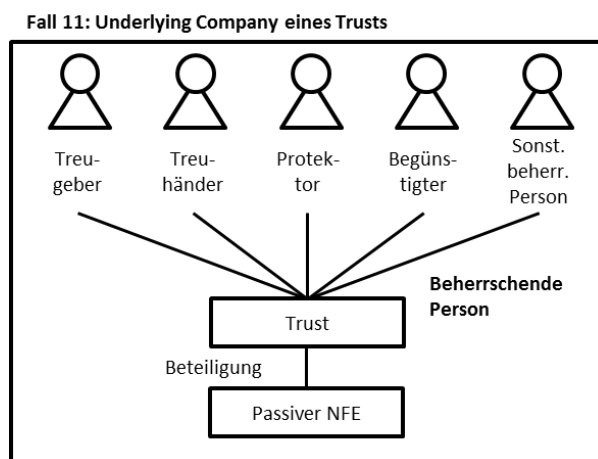 Fall 11: Underlying Company eines Trusts
Treu-
geber
Treu-
händer
Protek-
tor
Begüns-
tigter
Sonst.
beherr.
Person
Beherrschende
Person
Trust
Beteiligung
Passiver NFE